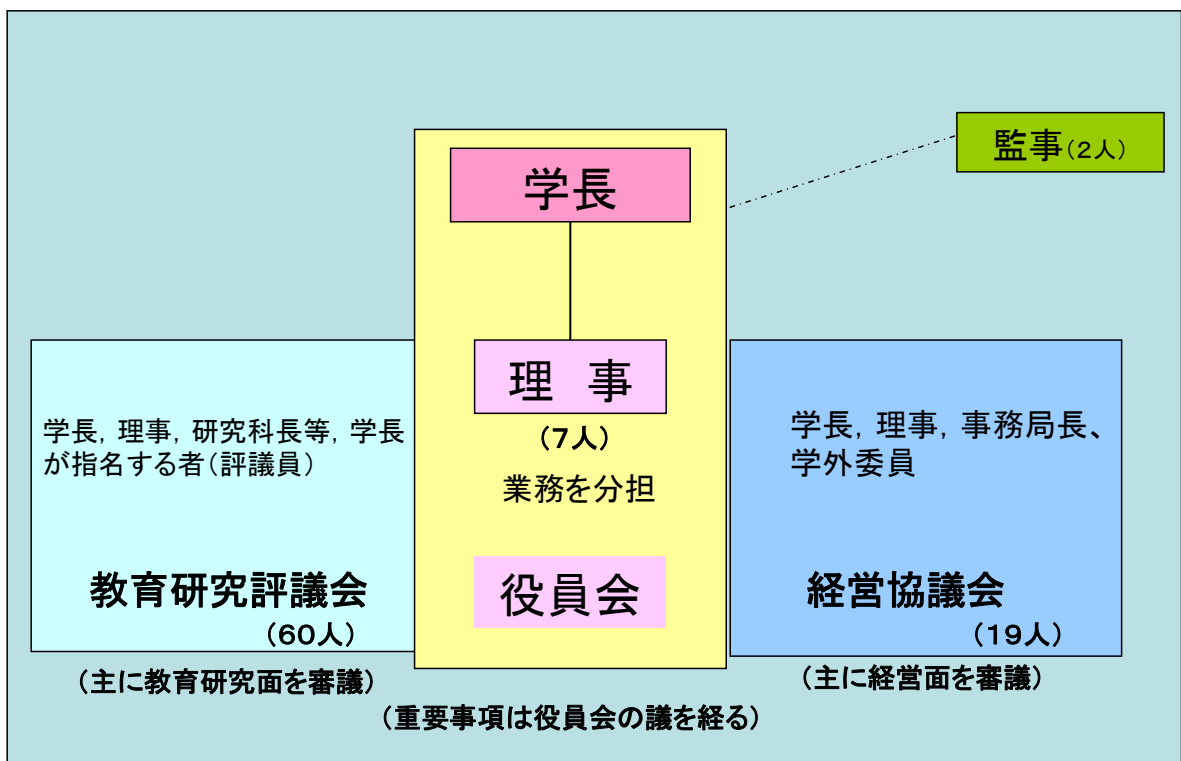 監事(2人)
学長
理　事
(7人)
業務を分担
役員会
学長, 理事, 研究科長等, 学長
が指名する者(評議員)
教育研究評議会
(60人)
(主に教育研究面を審議)
学長, 理事, 事務局長、
学外委員
経営協議会
(19人)
(主に経営面を審議)
(重要事項は役員会の議を経る)